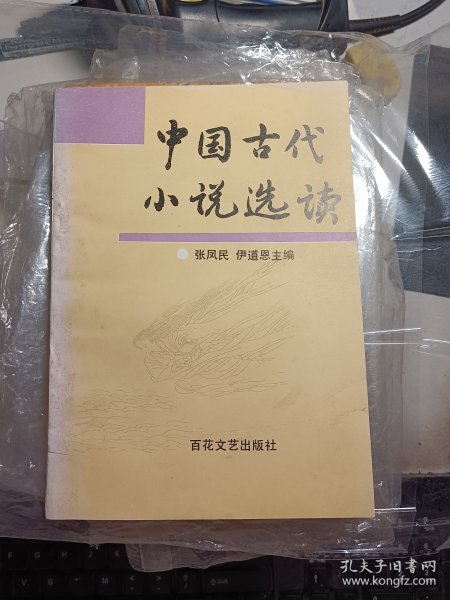 中国古代
小说选读
张凤民 伊道恩主编
百花文艺出版社
孔夫子旧书网
www.kongfz.com